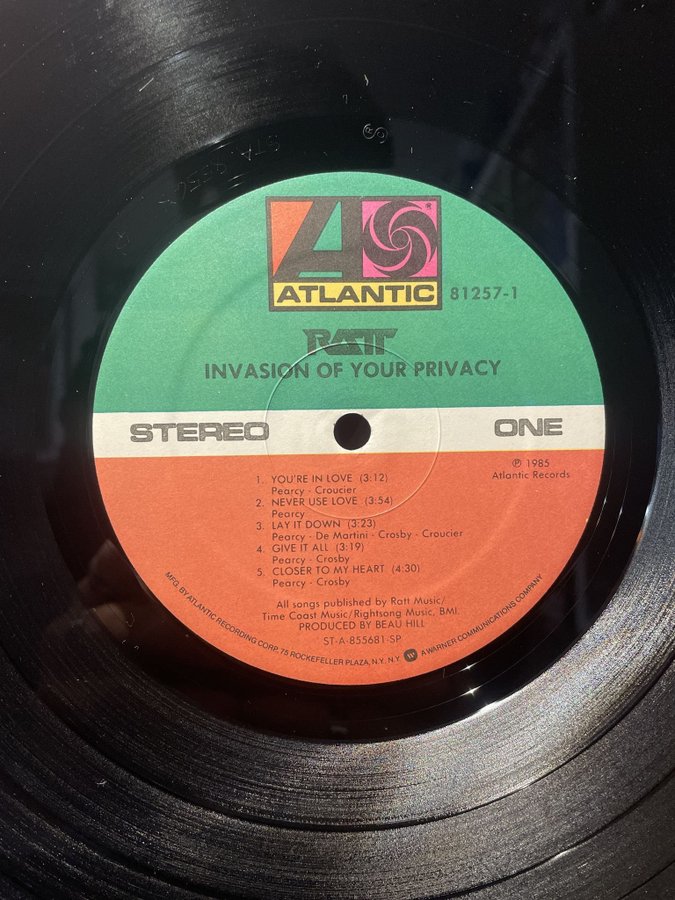 ATLANTIC
®
81257-1
RATT
INVASION OF YOUR PRIVACY
STEREO
ONE
℗ 1985
Atlantic Records
1. YOU'RE IN LOVE (3:12)
Pearcy - Croucier
2. NEVER USE LOVE (3:54)
Pearcy
3. LAY IT DOWN (3:23)
Pearcy - De Martini - Crosby - Croucier
4. GIVE IT ALL (3:19)
Pearcy - Crosby
5. CLOSER TO MY HEART (4:30)
Pearcy - Crosby
All songs published by Ratt Music/
Time Coast Music/Rightsong Music, BMI.
PRODUCED BY BEAU HILL
ST-A-855681-SP
MFG. BY ATLANTIC RECORDING CORP., 75 ROCKEFELLER PLAZA, N.Y. N.Y. W A WARNER COMMUNICATIONS COMPANY